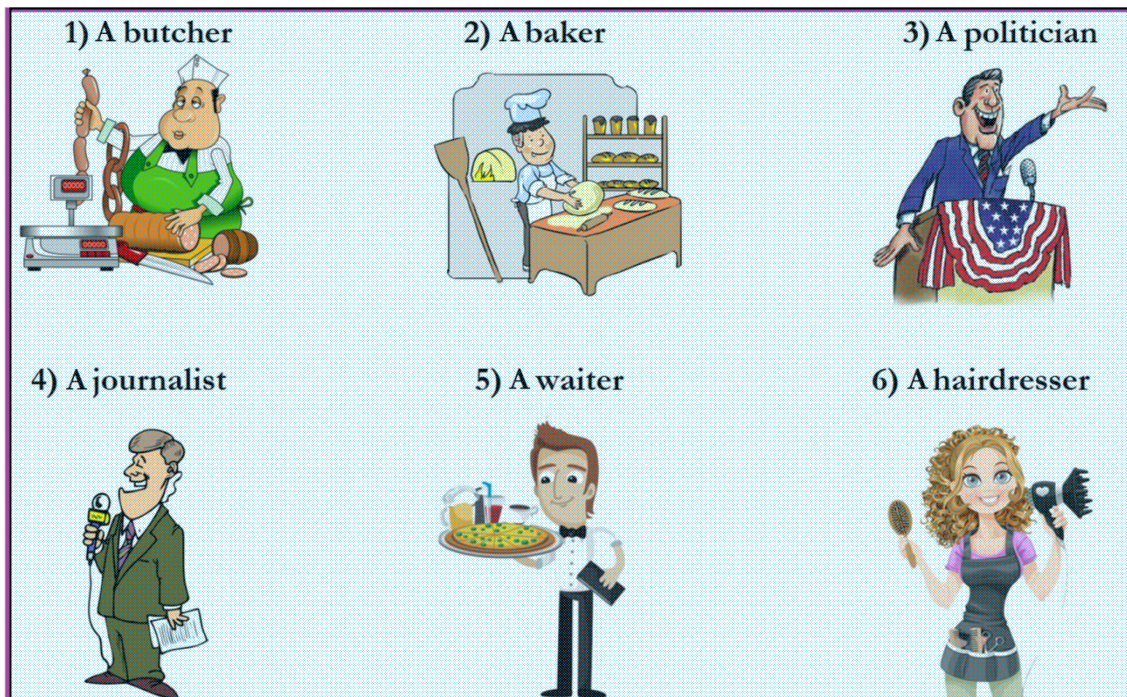 1) A butcher
2) A baker
3) A politician
4) A journalist
5) A waiter
6) A hairdresser